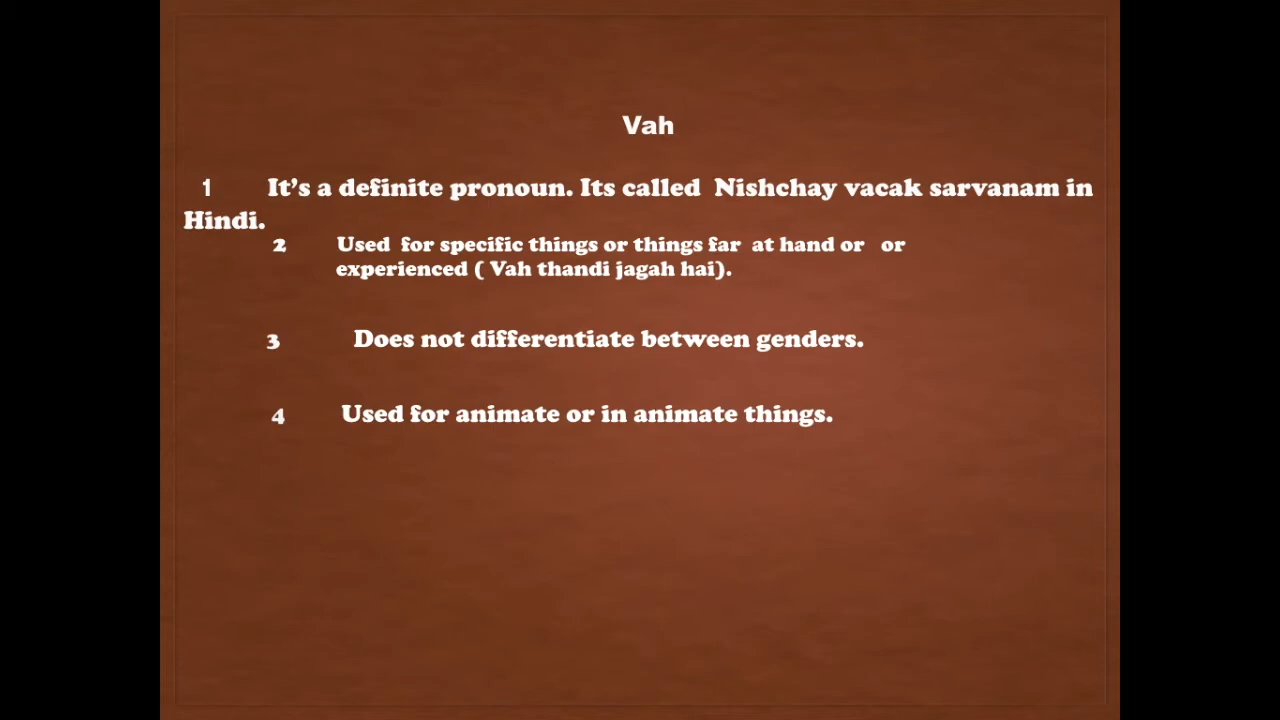 Vah
1 It’s a definite pronoun. Its called Nishchay vacak sarvanam in
Hindi.
2 Used for specific things or things far at hand or or
experienced ( Vah thandi jagah hai).
3 Does not differentiate between genders.
4 Used for animate or in animate things.